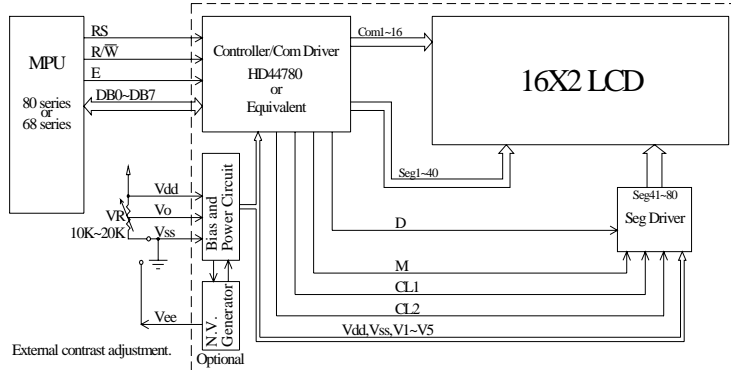 MPU
80 series
or
68 series
RS
R/W̅
E
DB0~DB7
Controller/Com Driver
HD44780
or
Equivalent
Com1~16
16X2 LCD
Seg1~40
Seg41~80
Seg Driver
D
M
CL1
CL2
Vdd,Vss,V1~V5
Vdd
Vo
Vss
VR
10K~20K
Bias and
Power Circuit
Vee
N.V.
Generator
Optional
External contrast adjustment.